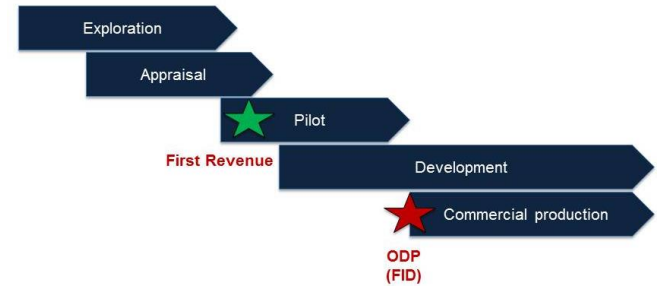 Exploration
Appraisal
Pilot
First Revenue
Development
Commercial production
ODP
(FID)